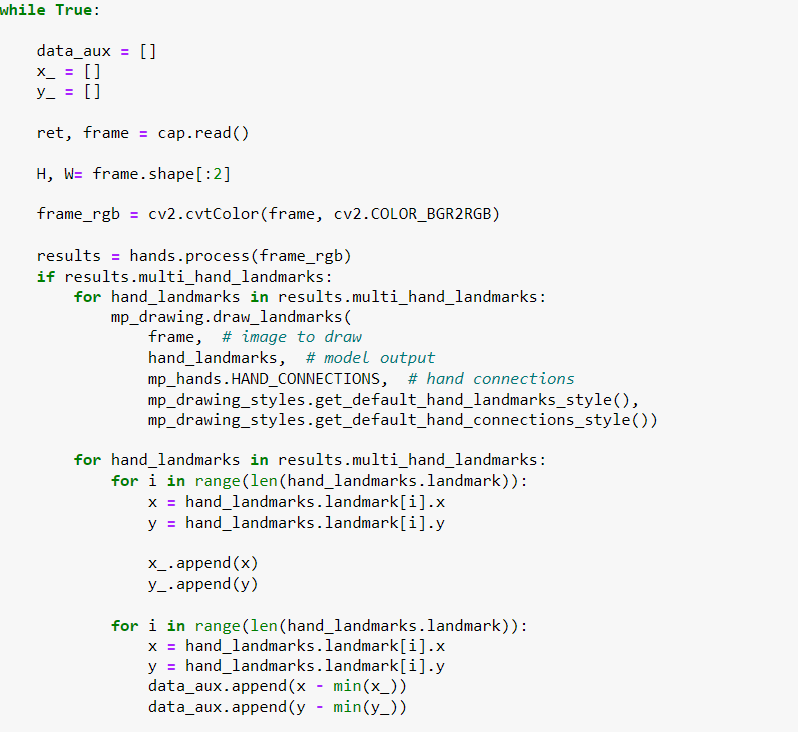 while True:
    data_aux = []
    x_ = []
    y_ = []
    ret, frame = cap.read()
    H, W= frame.shape[:2]
    frame_rgb = cv2.cvtColor(frame, cv2.COLOR_BGR2RGB)
    results = hands.process(frame_rgb)
    if results.multi_hand_landmarks:
        for hand_landmarks in results.multi_hand_landmarks:
            mp_drawing.draw_landmarks(
                frame,  # image to draw
                hand_landmarks,  # model output
                mp_hands.HAND_CONNECTIONS,  # hand connections
                mp_drawing_styles.get_default_hand_landmarks_style(),
                mp_drawing_styles.get_default_hand_connections_style())
        for hand_landmarks in results.multi_hand_landmarks:
            for i in range(len(hand_landmarks.landmark)):
                x = hand_landmarks.landmark[i].x
                y = hand_landmarks.landmark[i].y
                x_.append(x)
                y_.append(y)
            for i in range(len(hand_landmarks.landmark)):
                x = hand_landmarks.landmark[i].x
                y = hand_landmarks.landmark[i].y
                data_aux.append(x - min(x_))
                data_aux.append(y - min(y_))